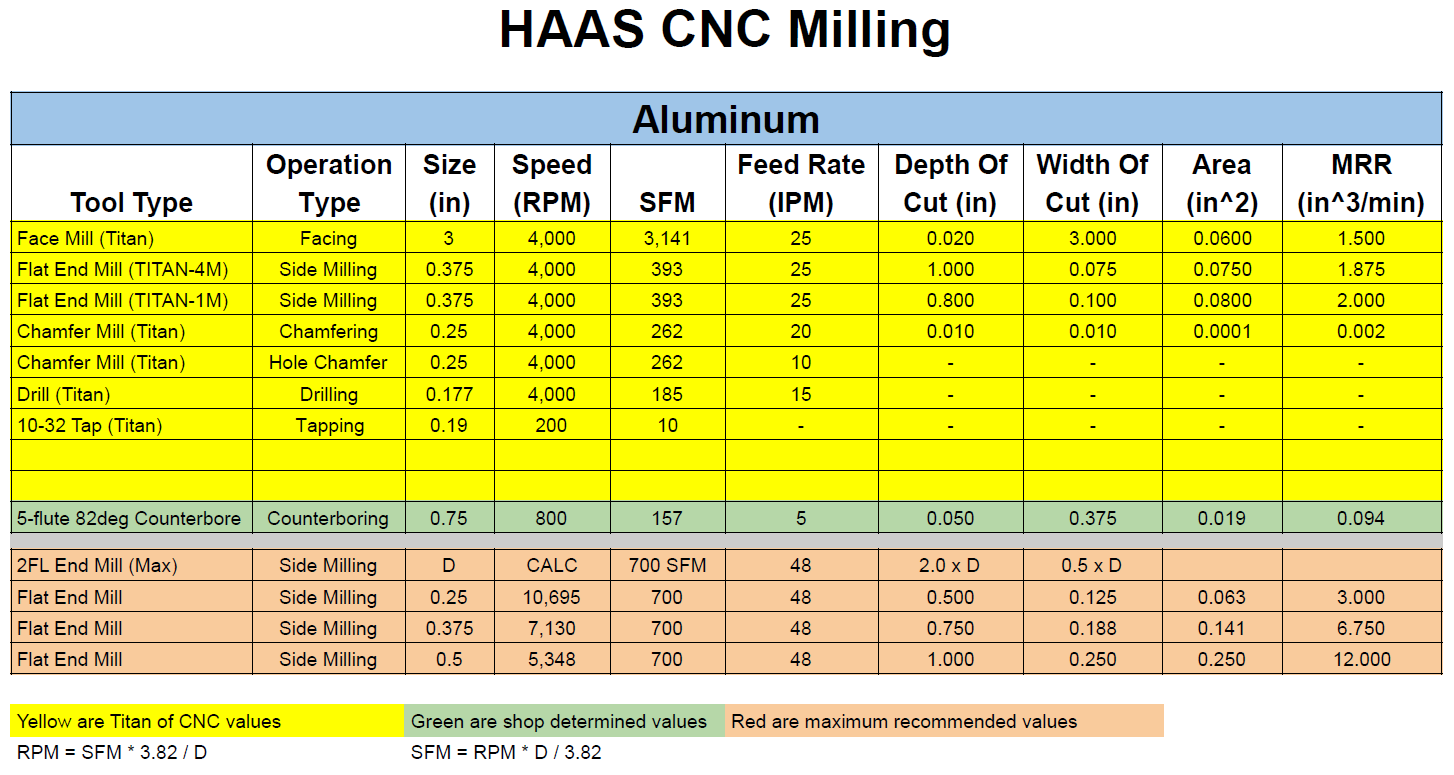 HAAS CNC Milling
Aluminum
Tool Type Operation Type Size (in) Speed (RPM) SFM Feed Rate (IPM) Depth Of Cut (in) Width Of Cut (in) Area (in^2) MRR (in^3/min)
Face Mill (Titan) Facing 3 4,000 3,141 25 0.020 3.000 0.0600 1.500
Flat End Mill (TITAN-4M) Side Milling 0.375 4,000 393 25 1.000 0.075 0.0750 1.875
Flat End Mill (TITAN-1M) Side Milling 0.375 4,000 393 25 0.800 0.100 0.0800 2.000
Chamfer Mill (Titan) Chamfering 0.25 4,000 262 20 0.010 0.010 0.0001 0.002
Chamfer Mill (Titan) Hole Chamfer 0.25 4,000 262 10 - - - -
Drill (Titan) Drilling 0.177 4,000 185 15 - - - -
10-32 Tap (Titan) Tapping 0.19 200 10 - - - - -
5-flute 82deg Counterbore Counterboring 0.75 800 157 5 0.050 0.375 0.019 0.094
2FL End Mill (Max) Side Milling D CALC 700 SFM 48 2.0 x D 0.5 x D
Flat End Mill Side Milling 0.25 10,695 700 48 0.500 0.125 0.063 3.000
Flat End Mill Side Milling 0.375 7,130 700 48 0.750 0.188 0.141 6.750
Flat End Mill Side Milling 0.5 5,348 700 48 1.000 0.250 0.250 12.000
Yellow are Titan of CNC values Green are shop determined values Red are maximum recommended values
RPM = SFM * 3.82 / D SFM = RPM * D / 3.82